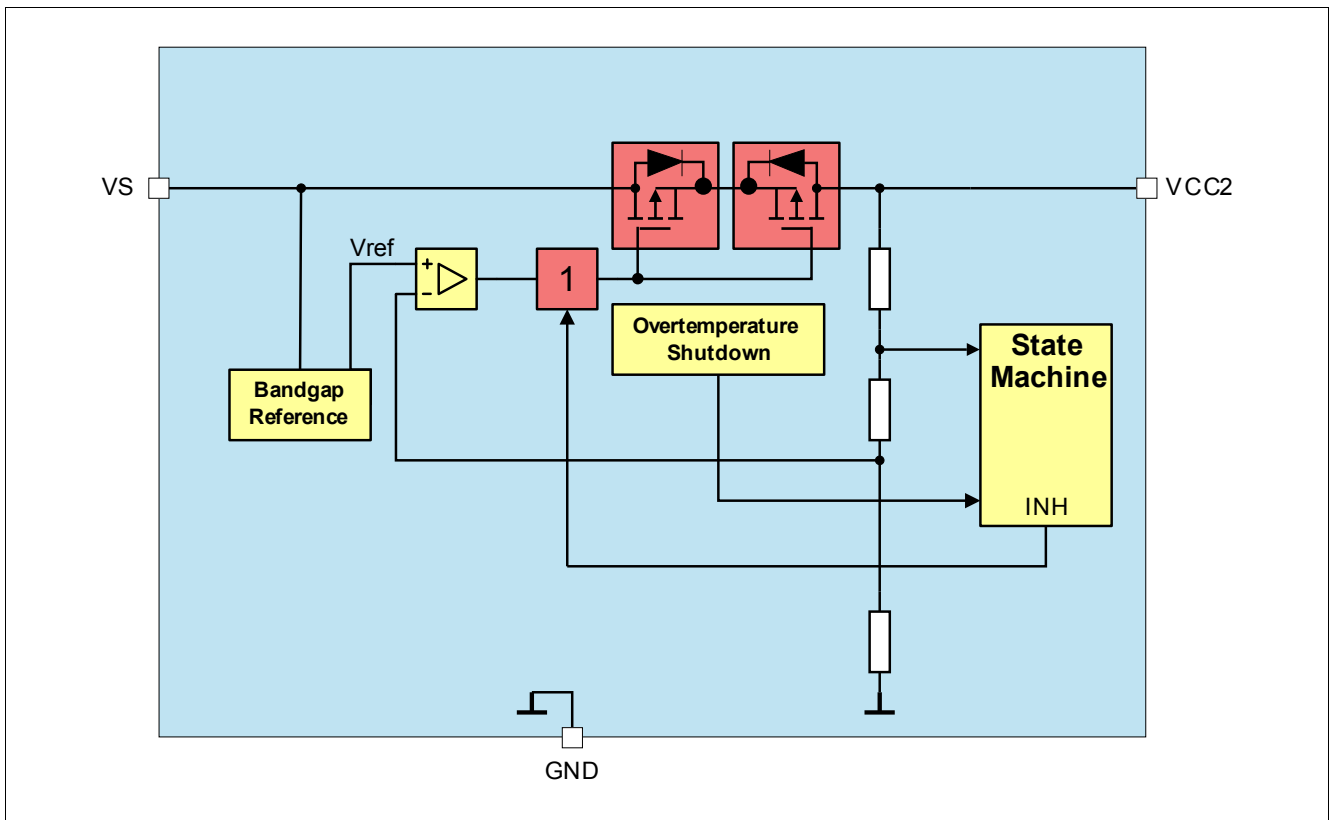 VS
VCC2
Vref
+
-
1
Overtemperature
Shutdown
State
Machine
Bandgap
Reference
INH
GND